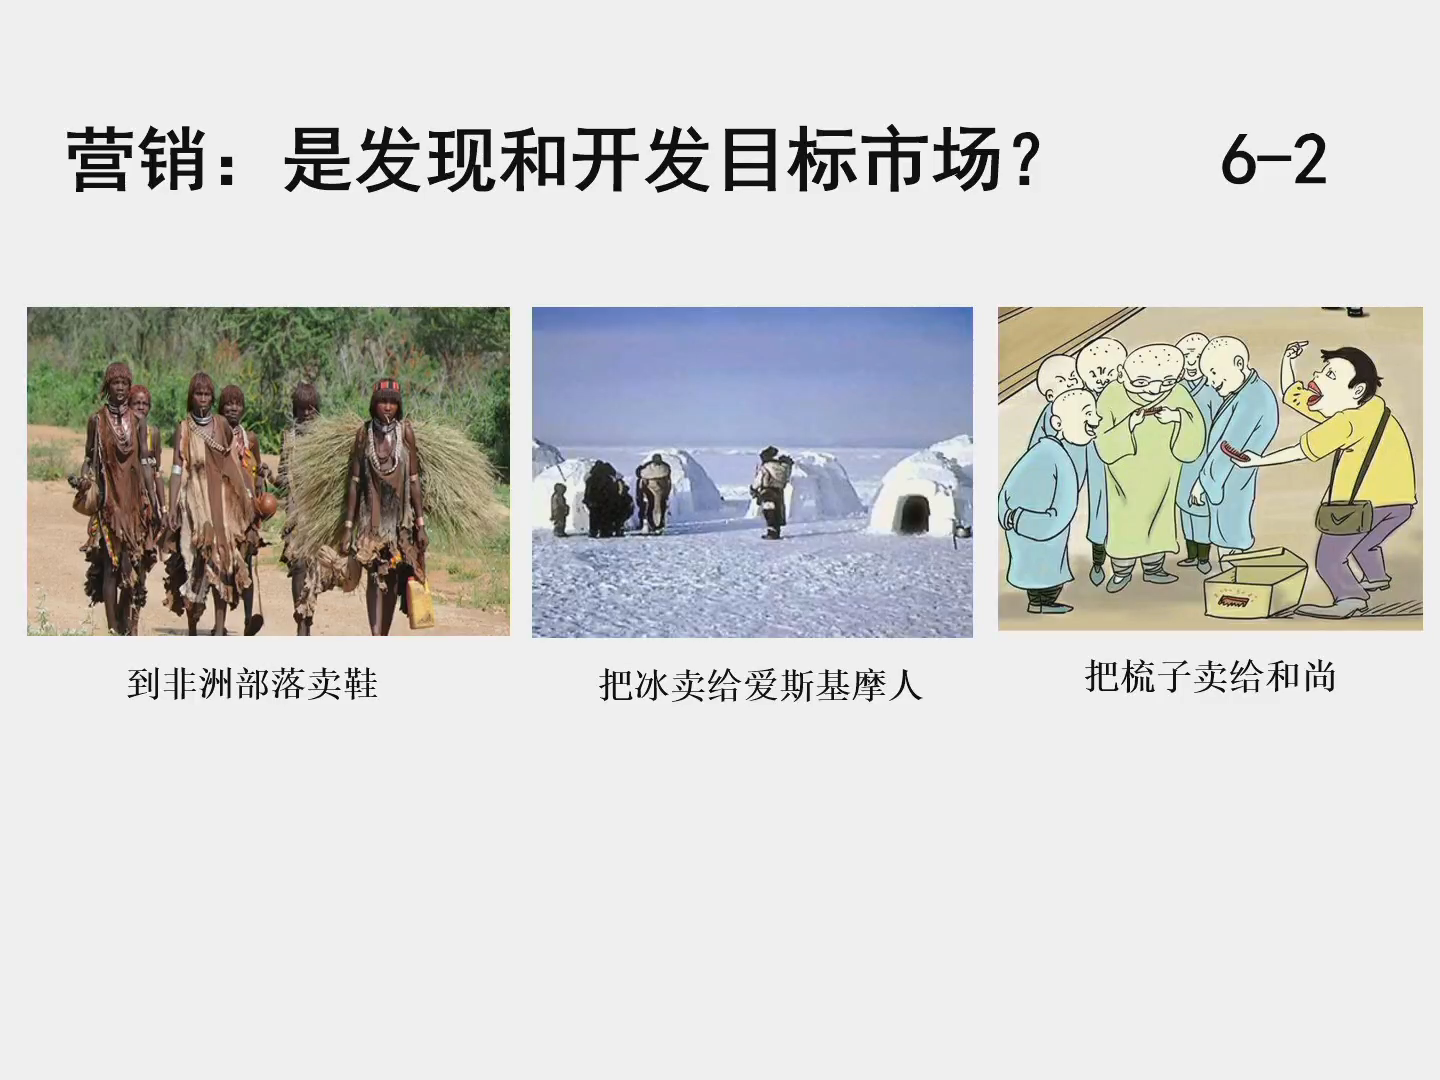 营销：是发现和开发目标市场？ 6-2
到非洲部落卖鞋
把冰卖给爱斯基摩人
把梳子卖给和尚